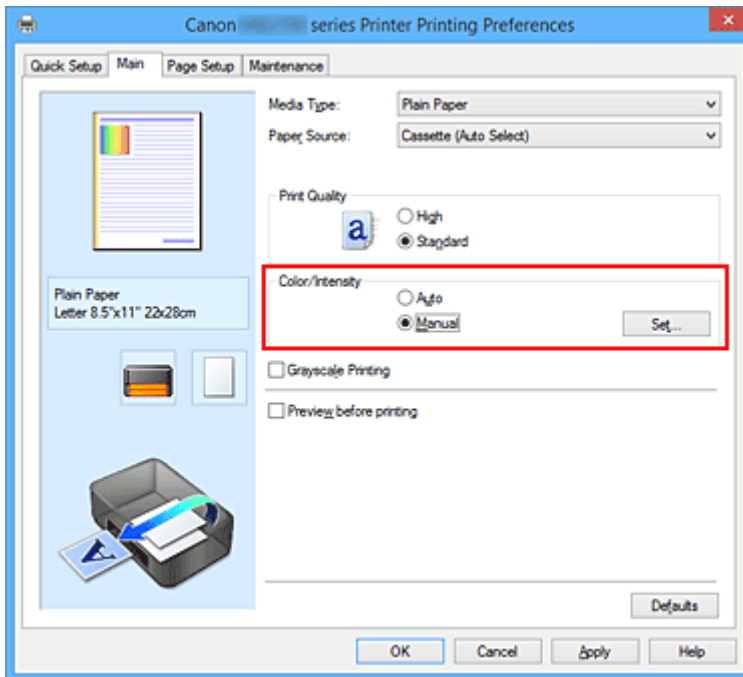 Canon series Printer Printing Preferences
Quick Setup Main Page Setup Maintenance
Media Type: Plain Paper
Paper Source: Cassette (Auto Select)
Print Quality
High
a
Standard
Color/Intensity
Plain Paper
Auto
Letter 8.5"x11" 22x28cm
Manual Set...
Grayscale Printing
Preview before printing
A
Defaults
OK Cancel Apply Help